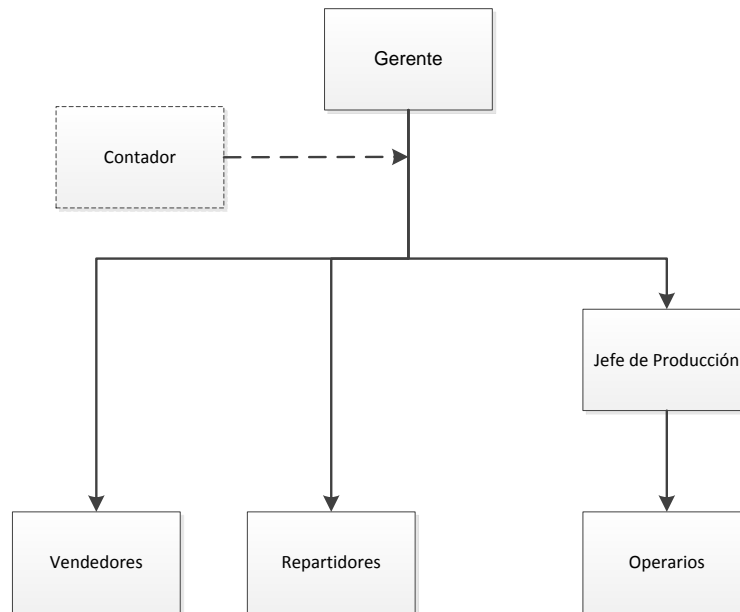 Gerente
Contador
Jefe de Producción
Vendedores
Repartidores
Operarios